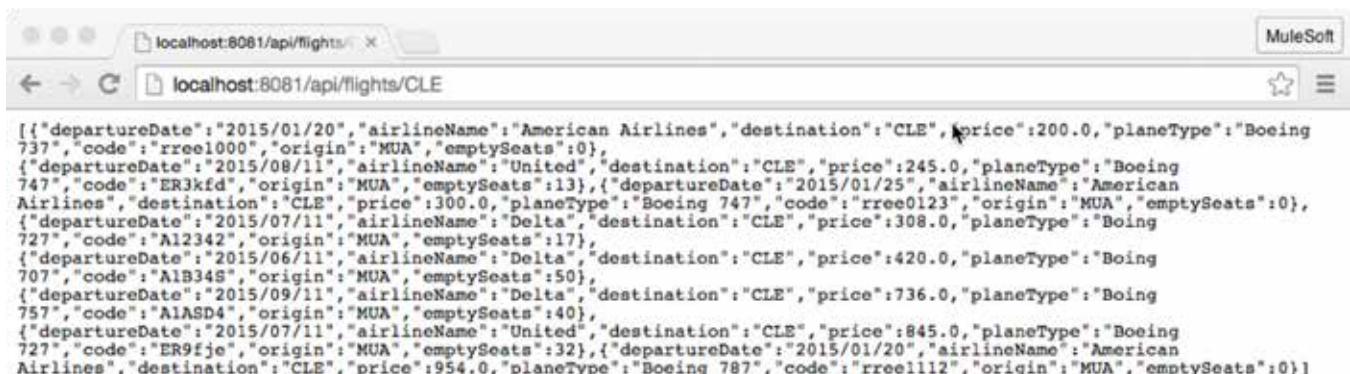 localhost:8081/api/flights/
MuleSoft
localhost:8081/api/flights/CLE
[{"departureDate":"2015/01/20","airlineName":"American Airlines","destination":"CLE","price":200.0,"planeType":"Boeing
737","code":"rree1000","origin":"MUA","emptySeats":0},
{"departureDate":"2015/08/11","airlineName":"United","destination":"CLE","price":245.0,"planeType":"Boeing
747","code":"ER3kfd","origin":"MUA","emptySeats":13},{"departureDate":"2015/01/25","airlineName":"American
Airlines","destination":"CLE","price":300.0,"planeType":"Boeing 747","code":"rree0123","origin":"MUA","emptySeats":0},
{"departureDate":"2015/07/11","airlineName":"Delta","destination":"CLE","price":308.0,"planeType":"Boing
727","code":"A12342","origin":"MUA","emptySeats":17},
{"departureDate":"2015/06/11","airlineName":"Delta","destination":"CLE","price":420.0,"planeType":"Boing
707","code":"A1B34S","origin":"MUA","emptySeats":50},
{"departureDate":"2015/09/11","airlineName":"Delta","destination":"CLE","price":736.0,"planeType":"Boing
757","code":"A1ASD4","origin":"MUA","emptySeats":40},
{"departureDate":"2015/07/11","airlineName":"United","destination":"CLE","price":845.0,"planeType":"Boeing
727","code":"ER9fje","origin":"MUA","emptySeats":32},{"departureDate":"2015/01/20","airlineName":"American
Airlines","destination":"CLE","price":954.0,"planeType":"Boeing 787","code":"rree1112","origin":"MUA","emptySeats":0}]